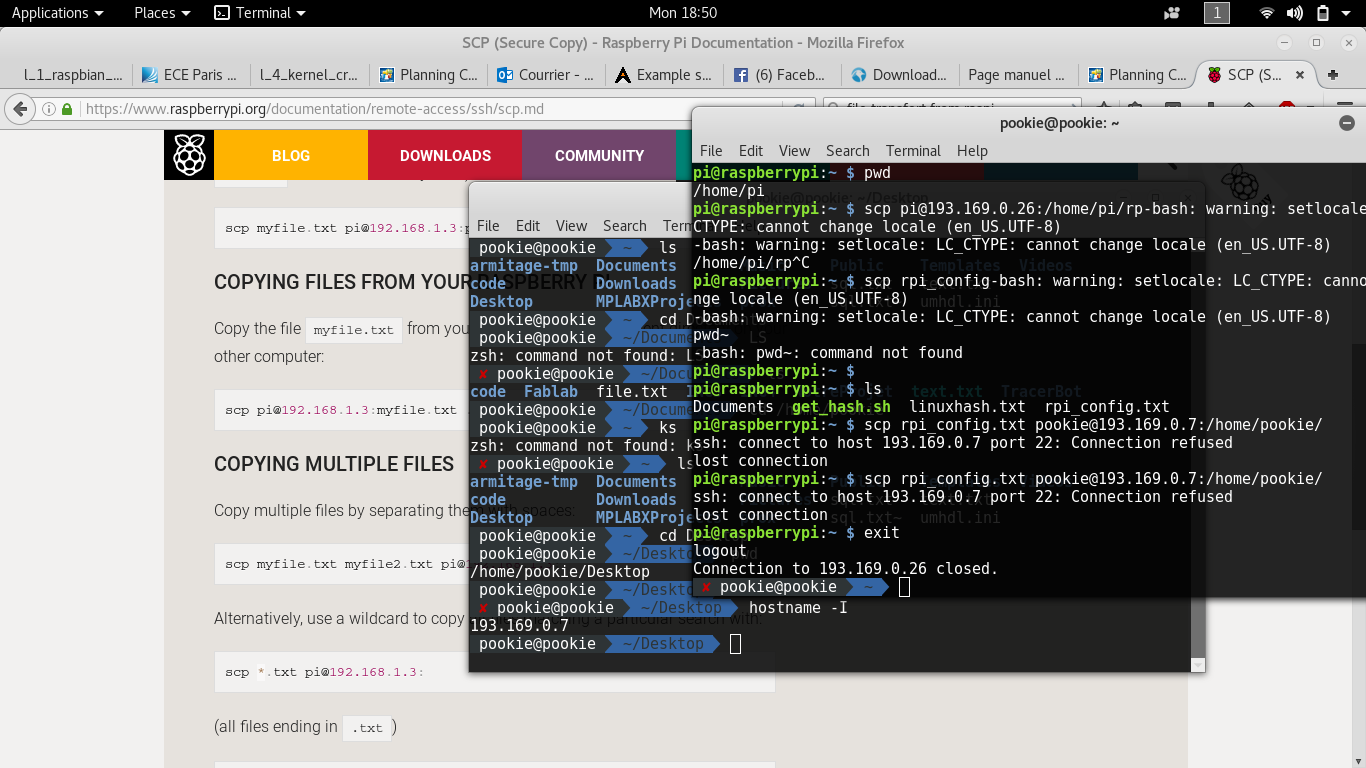 Applications Places Terminal Mon 18:50 1
SCP (Secure Copy) - Raspberry Pi Documentation - Mozilla Firefox
l_1_raspbian_... ECE Paris ... l_4_kernel_cr... Planning C... Courrier - ... Example s... (6) Faceb... Download... Page manuel ... Planning C... SCP (S...
https://www.raspberrypi.org/documentation/remote-access/ssh/scp.md
BLOG DOWNLOADS COMMUNITY
scp myfile.txt pi@192.168.1.3:p
COPYING FILES FROM YOUR RASPBERRY
Copy the file myfile.txt from you
other computer:
scp pi@192.168.1.3:myfile.txt .
COPYING MULTIPLE FILES
Copy multiple files by separating them with spaces:
scp myfile.txt myfile2.txt pi@1
Alternatively, use a wildcard to copy all files matching a particular search with:
scp *.txt pi@192.168.1.3:
(all files ending in .txt)
File Edit View Search Term
pookie@pookie ~ ls
armitage-tmp Documents
code Downloads
Desktop MPLABXProje
pookie@pookie ~ cd Documents
pookie@pookie ~/Documents LS
zsh: command not found: LS
✘ pookie@pookie ~/Docu
code Fablab file.txt
pookie@pookie ~/Docume
pookie@pookie ~ ks
zsh: command not found: k
✘ pookie@pookie ~ ls
armitage-tmp Documents
code Downloads
Desktop MPLABXProje
pookie@pookie ~ cd Desktop
pookie@pookie ~/Desktop pwd
/home/pookie/Desktop
pookie@pookie ~/Desktop
✘ pookie@pookie ~/Desktop hostname -I
193.169.0.7
pookie@pookie ~/Desktop
pookie@pookie: ~
File Edit View Search Terminal Help
pi@raspberrypi:~ $ pwd
/home/pi
pi@raspberrypi:~ $ scp pi@193.169.0.26:/home/pi/rp-bash: warning: setlocale
CTYPE: cannot change locale (en_US.UTF-8)
-bash: warning: setlocale: LC_CTYPE: cannot change locale (en_US.UTF-8)
/home/pi/rp^C
pi@raspberrypi:~ $ scp rpi_config-bash: warning: setlocale: LC_CTYPE: canno
nge locale (en_US.UTF-8)
-bash: warning: setlocale: LC_CTYPE: cannot change locale (en_US.UTF-8)
pwd~
-bash: pwd~: command not found
pi@raspberrypi:~ $
pi@raspberrypi:~ $ ls
Documents get_hash.sh linuxhash.txt rpi_config.txt
pi@raspberrypi:~ $ scp rpi_config.txt pookie@193.169.0.7:/home/pookie/
ssh: connect to host 193.169.0.7 port 22: Connection refused
lost connection
pi@raspberrypi:~ $ scp rpi_config.txt pookie@193.169.0.7:/home/pookie/
ssh: connect to host 193.169.0.7 port 22: Connection refused
lost connection
pi@raspberrypi:~ $ exit
logout
Connection to 193.169.0.26 closed.
✘ pookie@pookie ~